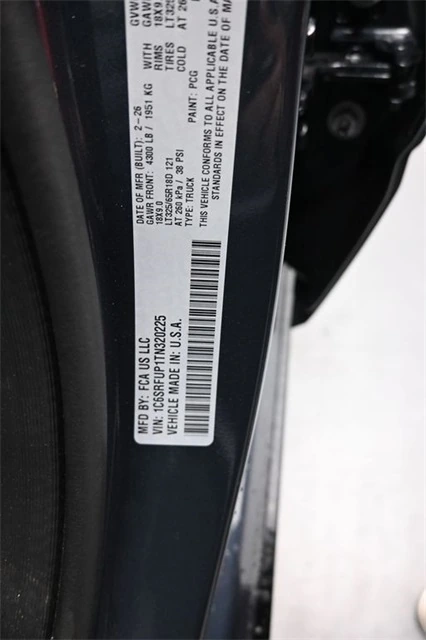 MFD BY: FCA US LLC
VIN: 1C6SRFUP1TN320225
VEHICLE MADE IN: U.S.A.
DATE OF MFR (BUILT): 2-26
GAWR FRONT: 4300 LB / 1951 KG WITH
18X9.0 RIMS
LT325/65R18D 121 TIRES
AT 260 kPa / 38 PSI COLD
TYPE: TRUCK
PAINT: PCG
THIS VEHICLE CONFORMS TO ALL APPLICABLE U.S.A
STANDARDS IN EFFECT ON THE DATE OF MA
GVW
GAWR
18X9.
LT325
AT 26